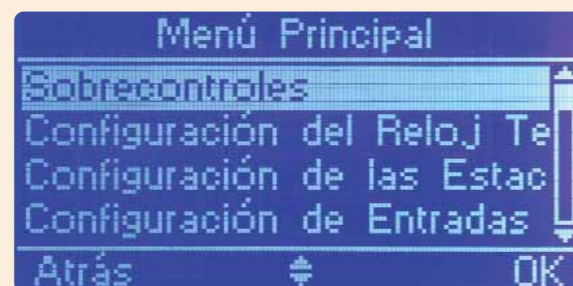 Menú Principal
Sobrecontroles
Configuración del Reloj Te
Configuración de las Estac
Configuración de Entradas
Atrás OK